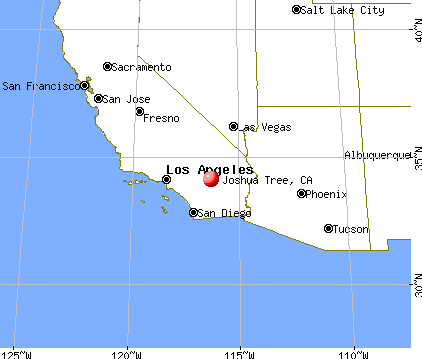 Salt Lake City
40°N
Sacramento
San Francisco
San Jose
Fresno
Las Vegas
35°N
Albuquerque
Los Angeles
Joshua Tree, CA
Phoenix
San Diego
Tucson
30°N
125°W
120°W
115°W
110°W